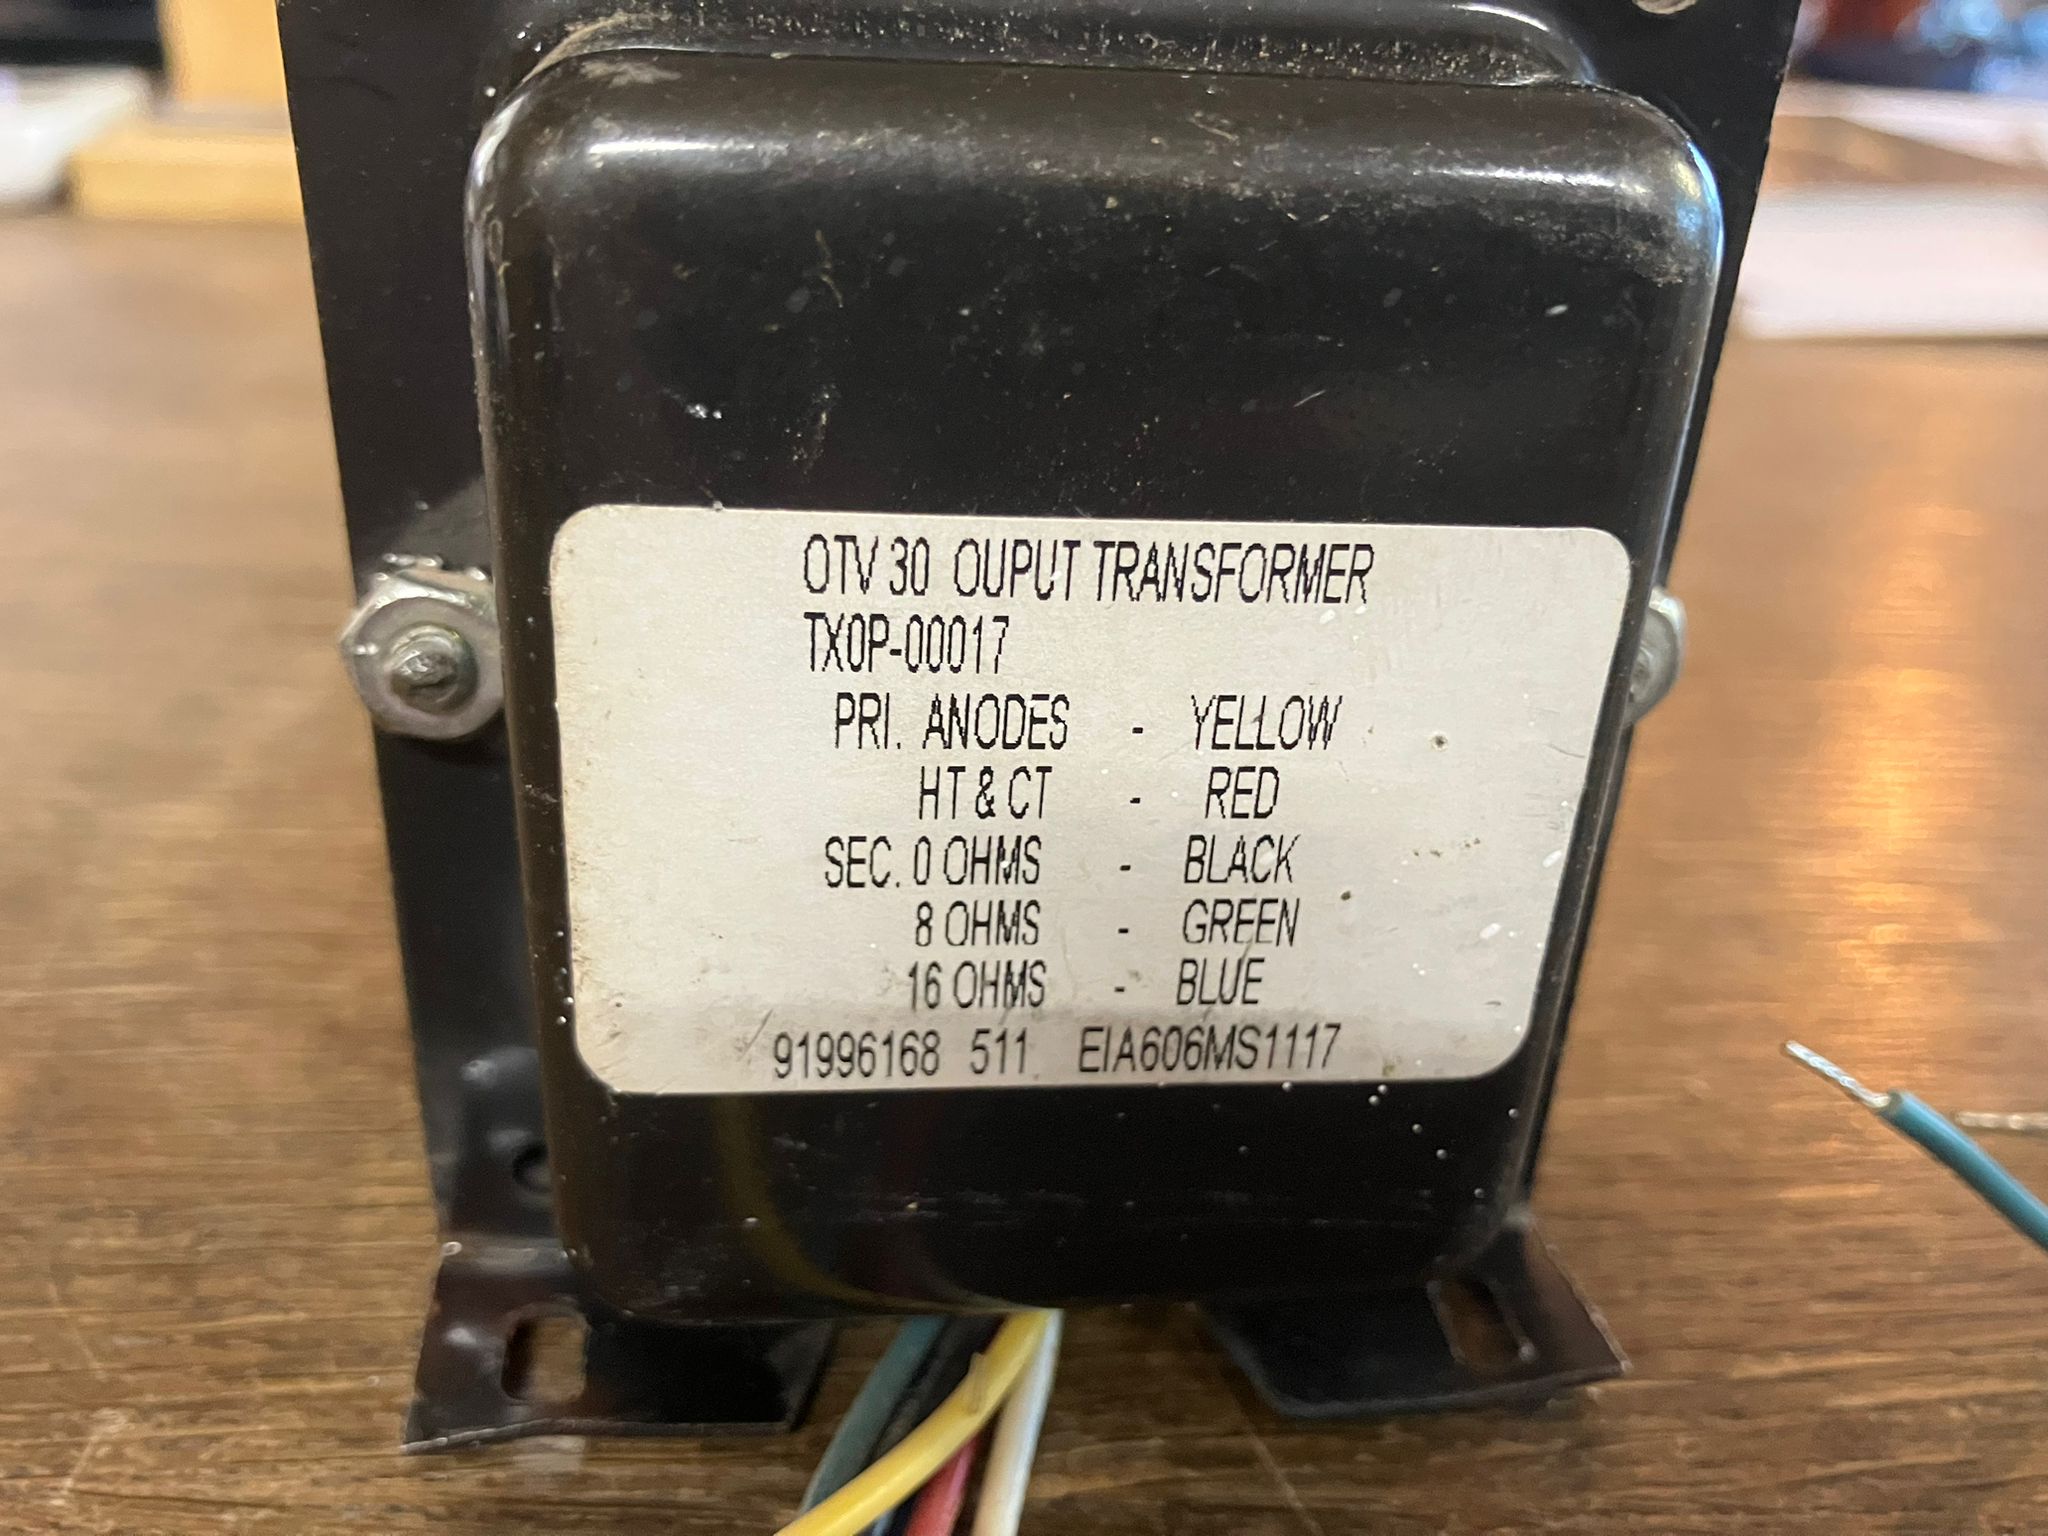 OTV 30 OUPUT TRANSFORMER
TX0P-00017
PRI. ANODES - YELLOW
HT & CT - RED
SEC. 0 OHMS - BLACK
8 OHMS - GREEN
16 OHMS - BLUE
91996168 511 EIA606MS1117